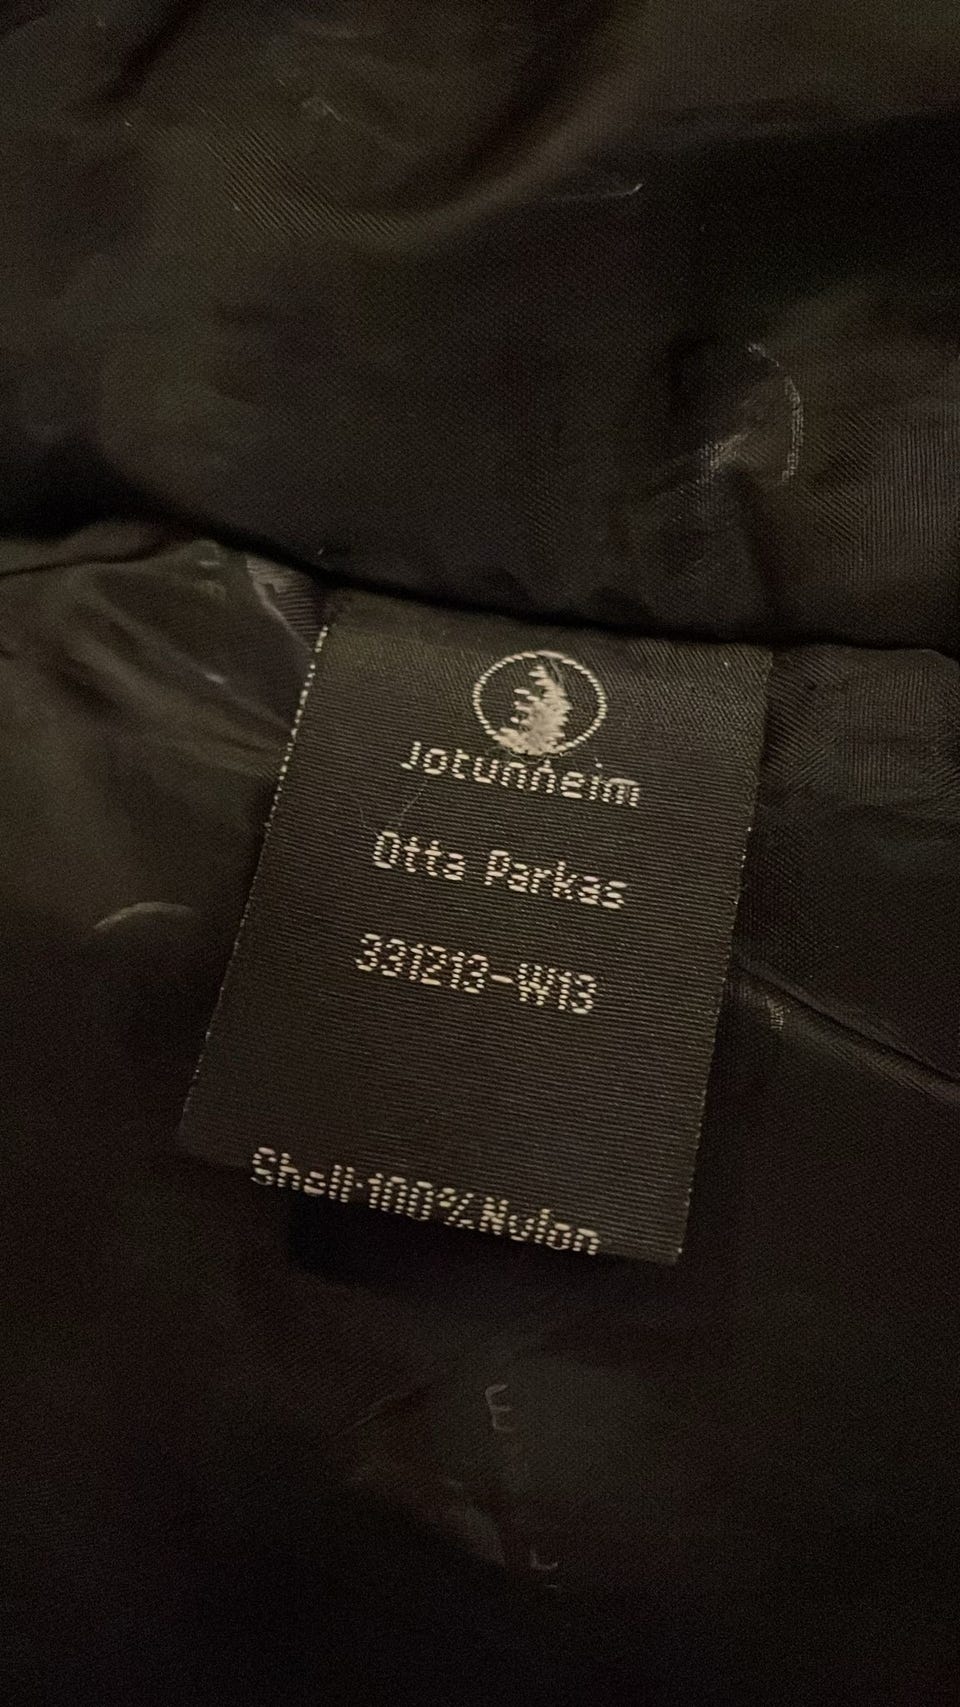 Jotunheim
Otta Parkas
331213-W13
Shell:100%Nylon
E
L